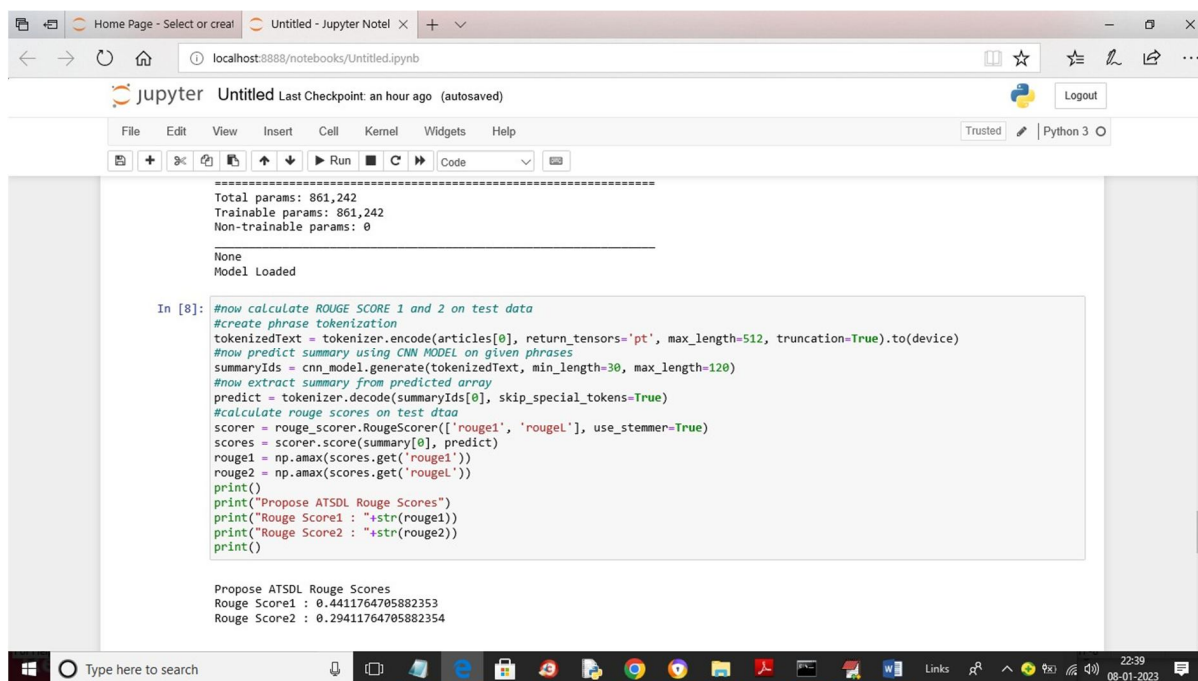 Home Page - Select or creat
Untitled - Jupyter Notel
localhost:8888/notebooks/Untitled.ipynb
jupyter Untitled Last Checkpoint: an hour ago (autosaved)
Logout
File Edit View Insert Cell Kernel Widgets Help
Trusted
Python 3
Run
Code
======================================================================
Total params: 861,242
Trainable params: 861,242
Non-trainable params: 0
______________________________________________________________________
None
Model Loaded
In [8]: #now calculate ROUGE SCORE 1 and 2 on test data
#create phrase tokenization
tokenizedText = tokenizer.encode(articles[0], return_tensors='pt', max_length=512, truncation=True).to(device)
#now predict summary using CNN MODEL on given phrases
summaryIds = cnn_model.generate(tokenizedText, min_length=30, max_length=120)
#now extract summary from predicted array
predict = tokenizer.decode(summaryIds[0], skip_special_tokens=True)
#calculate rouge scores on test dtaa
scorer = rouge_scorer.RougeScorer(['rouge1', 'rougeL'], use_stemmer=True)
scores = scorer.score(summary[0], predict)
rouge1 = np.amax(scores.get('rouge1'))
rouge2 = np.amax(scores.get('rougeL'))
print()
print("Propose ATSDL Rouge Scores")
print("Rouge Score1 : "+str(rouge1))
print("Rouge Score2 : "+str(rouge2))
print()
Propose ATSDL Rouge Scores
Rouge Score1 : 0.4411764705882353
Rouge Score2 : 0.29411764705882354
Type here to search
Links
22:39
08-01-2023